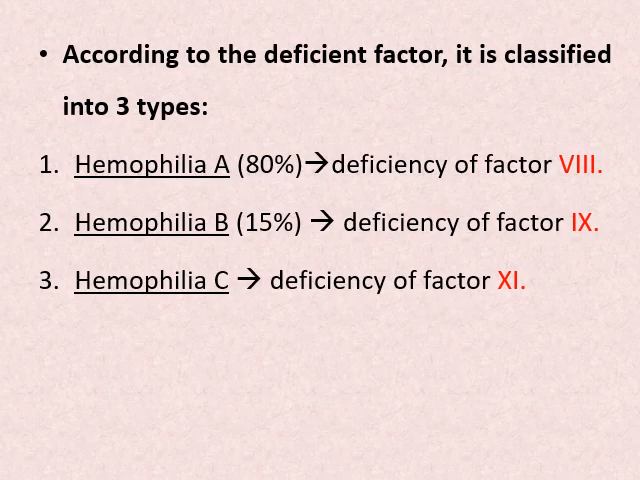 • According to the deficient factor, it is classified
into 3 types:
1. Hemophilia A (80%)→deficiency of factor VIII.
2. Hemophilia B (15%) → deficiency of factor IX.
3. Hemophilia C → deficiency of factor XI.